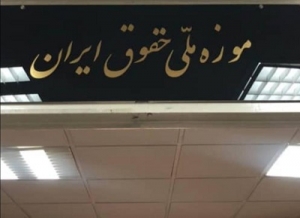 موزه ملّی حقوق ایران